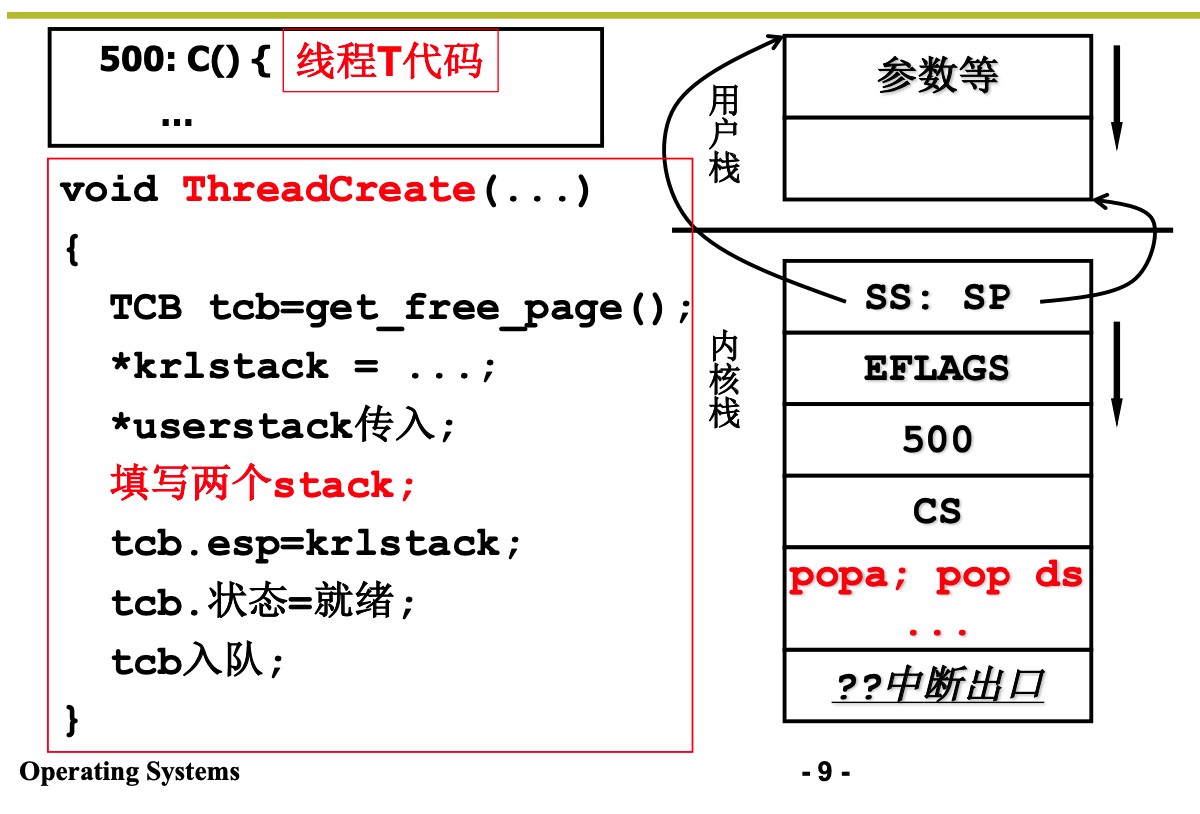 500: C() { 线程T代码
...
void ThreadCreate(...)
{
TCB tcb=get_free_page();
*krlstack = ...;
*userstack传入;
填写两个stack;
tcb.esp=krlstack;
tcb.状态=就绪;
tcb入队;
}
用户栈
参数等
内核栈
SS: SP
EFLAGS
500
CS
popa; pop ds
...
??中断出口
Operating Systems
- 9 -